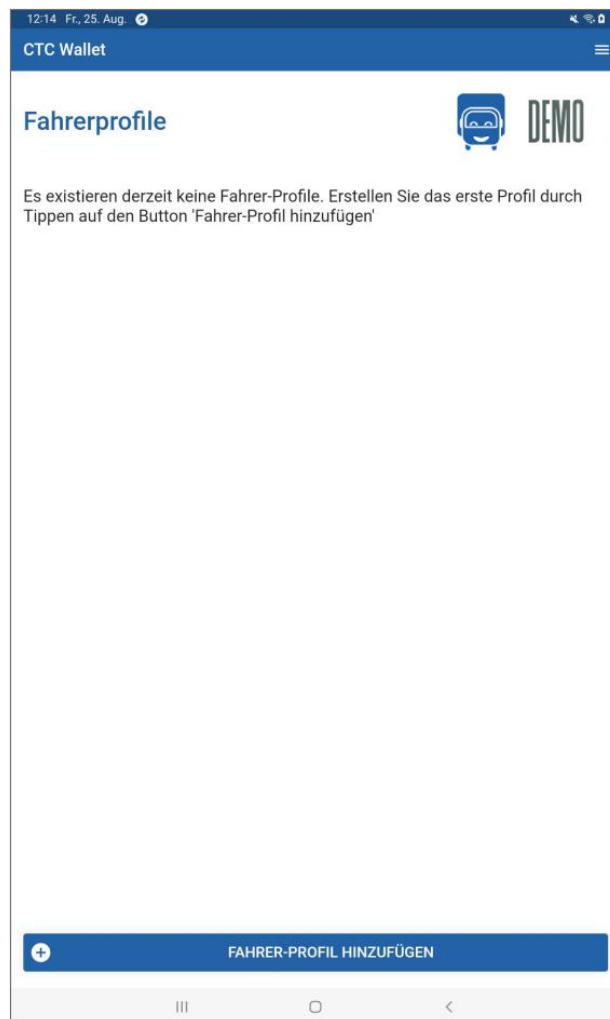 12:14 Fr., 25. Aug.
CTC Wallet
Fahrerprofile
DEMO
Es existieren derzeit keine Fahrer-Profile. Erstellen Sie das erste Profil durch
Tippen auf den Button 'Fahrer-Profil hinzufügen'
FAHRER-PROFIL HINZUFÜGEN